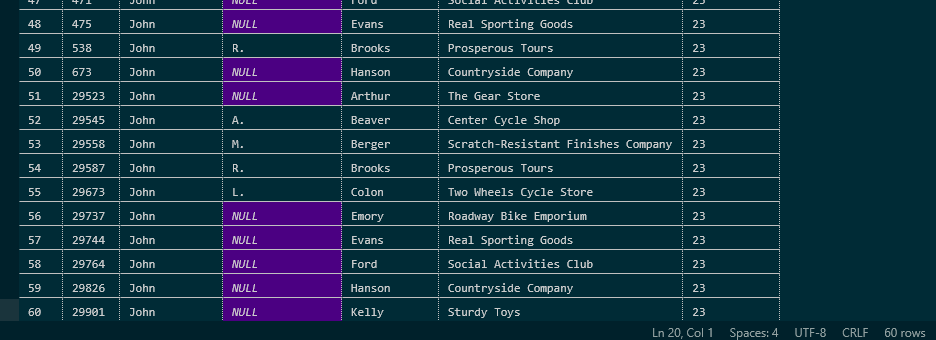 47 471 John NULL Ford Social Activities Club 23
48 475 John NULL Evans Real Sporting Goods 23
49 538 John R. Brooks Prosperous Tours 23
50 673 John NULL Hanson Countryside Company 23
51 29523 John NULL Arthur The Gear Store 23
52 29545 John A. Beaver Center Cycle Shop 23
53 29558 John M. Berger Scratch-Resistant Finishes Company 23
54 29587 John R. Brooks Prosperous Tours 23
55 29673 John L. Colon Two Wheels Cycle Store 23
56 29737 John NULL Emory Roadway Bike Emporium 23
57 29744 John NULL Evans Real Sporting Goods 23
58 29764 John NULL Ford Social Activities Club 23
59 29826 John NULL Hanson Countryside Company 23
60 29901 John NULL Kelly Sturdy Toys 23
Ln 20, Col 1 Spaces: 4 UTF-8 CRLF 60 rows